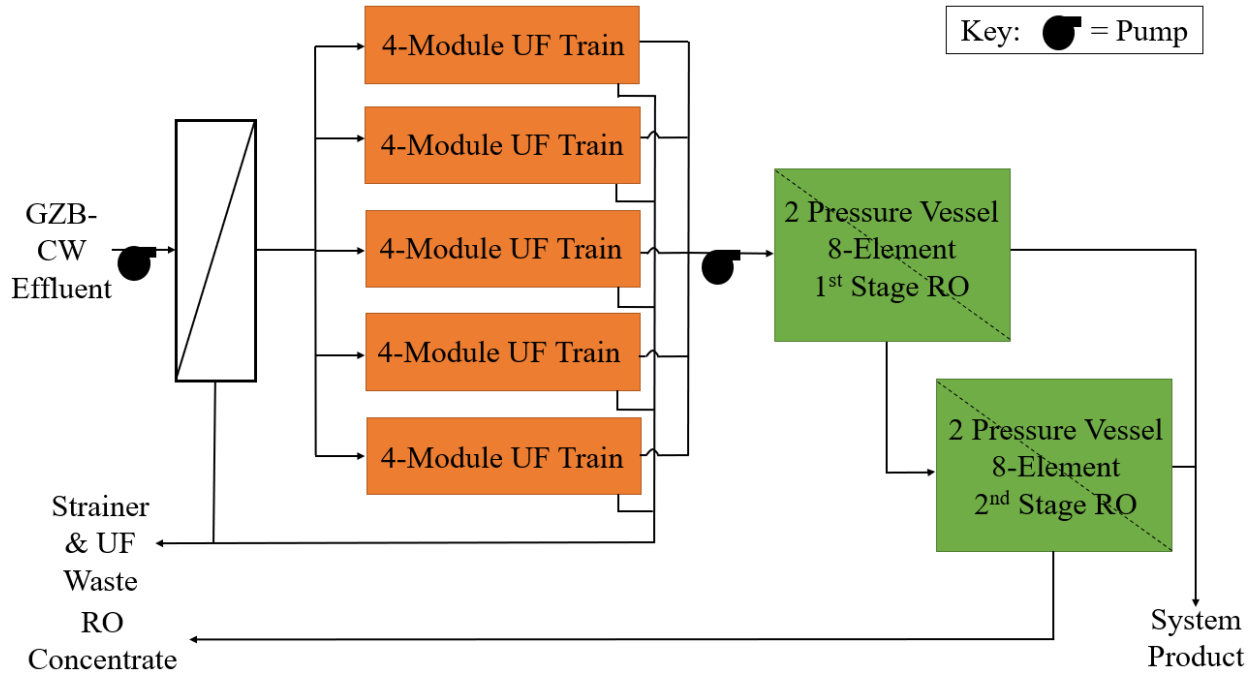 Key: = Pump
4-Module UF Train
4-Module UF Train
4-Module UF Train
4-Module UF Train
4-Module UF Train
GZB-
CW
Effluent
2 Pressure Vessel
8-Element
1st Stage RO
2 Pressure Vessel
8-Element
2nd Stage RO
Strainer
& UF
Waste
RO
Concentrate
System
Product